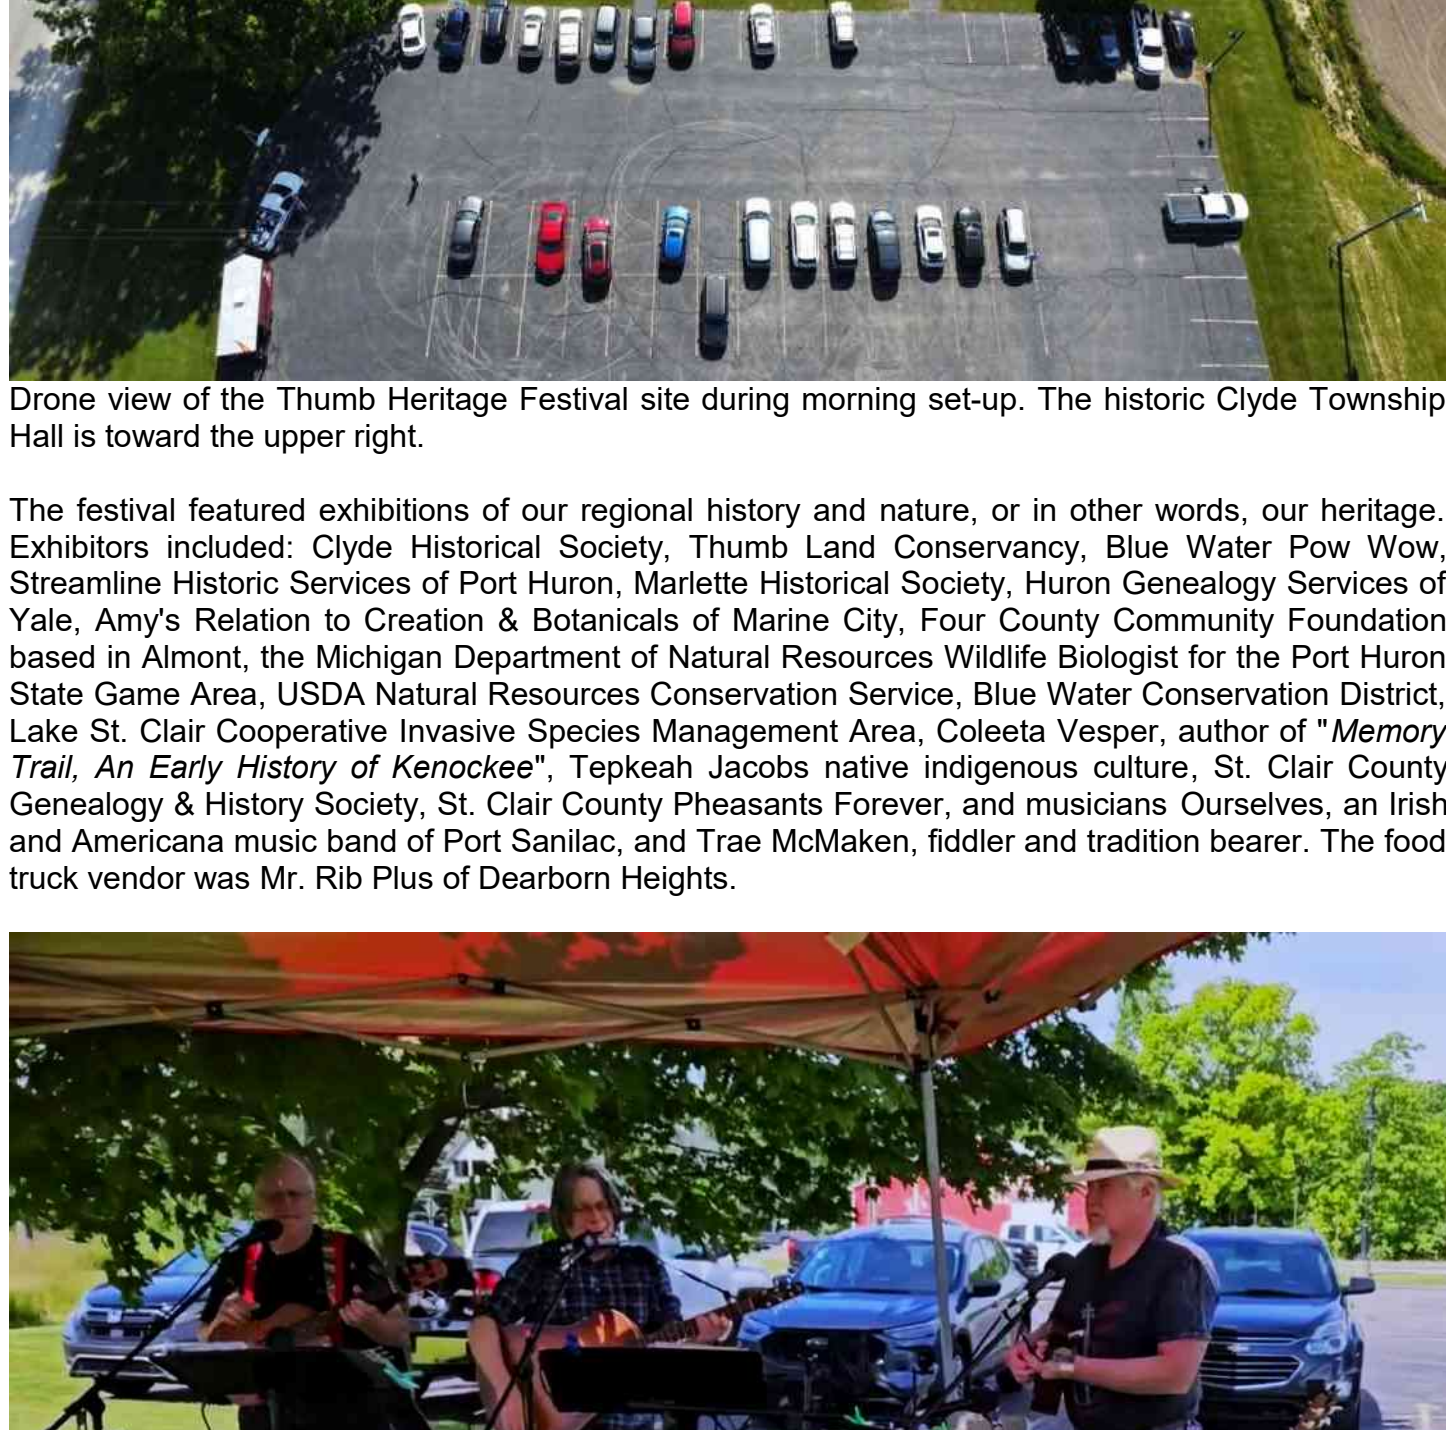 Drone view of the Thumb Heritage Festival site during morning set-up. The historic Clyde Township
Hall is toward the upper right.
The festival featured exhibitions of our regional history and nature, or in other words, our heritage.
Exhibitors included: Clyde Historical Society, Thumb Land Conservancy, Blue Water Pow Wow,
Streamline Historic Services of Port Huron, Marlette Historical Society, Huron Genealogy Services of
Yale, Amy's Relation to Creation & Botanicals of Marine City, Four County Community Foundation
based in Almont, the Michigan Department of Natural Resources Wildlife Biologist for the Port Huron
State Game Area, USDA Natural Resources Conservation Service, Blue Water Conservation District,
Lake St. Clair Cooperative Invasive Species Management Area, Coleeta Vesper, author of "Memory
Trail, An Early History of Kenockee", Tepkeah Jacobs native indigenous culture, St. Clair County
Genealogy & History Society, St. Clair County Pheasants Forever, and musicians Ourselves, an Irish
and Americana music band of Port Sanilac, and Trae McMaken, fiddler and tradition bearer. The food
truck vendor was Mr. Rib Plus of Dearborn Heights.